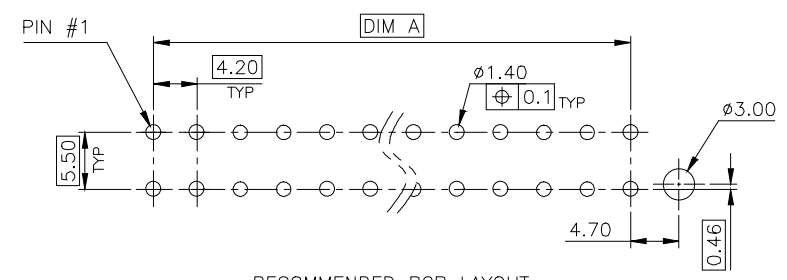 PIN #1
DIM A
4.20
TYP
ø1.40
⌖ 0.1 TYP
ø3.00
5.50
TYP
4.70
0.46
RECOMMENDED PCB LAYOUT